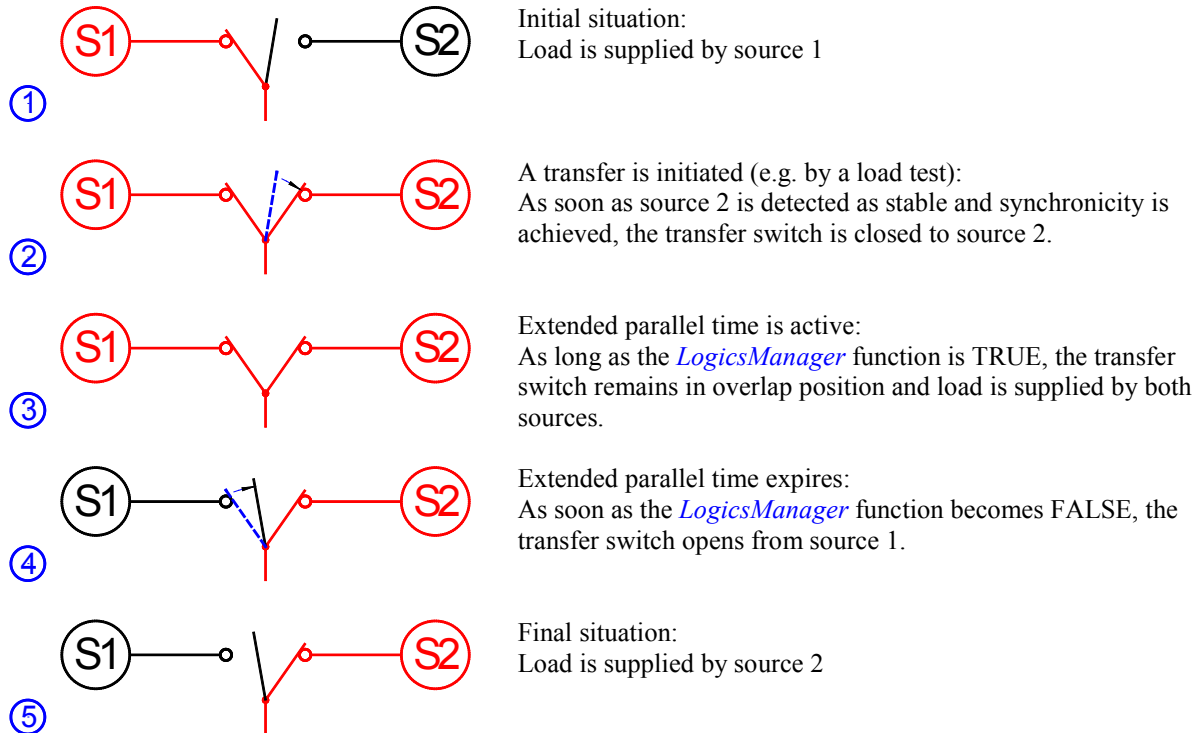 S1
S2
Initial situation:
Load is supplied by source 1
1
S1
S2
A transfer is initiated (e.g. by a load test):
As soon as source 2 is detected as stable and synchronicity is
achieved, the transfer switch is closed to source 2.
2
S1
S2
Extended parallel time is active:
As long as the LogicsManager function is TRUE, the transfer
switch remains in overlap position and load is supplied by both
sources.
3
S1
S2
Extended parallel time expires:
As soon as the LogicsManager function becomes FALSE, the
transfer switch opens from source 1.
4
S1
S2
Final situation:
Load is supplied by source 2
5